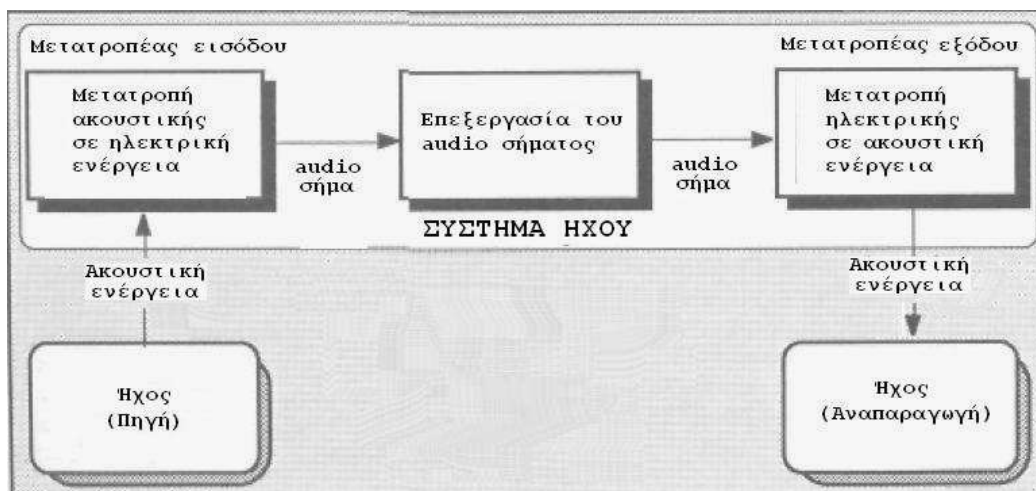 Μετατροπέας εισόδου
Μετατροπή
ακουστικής
σε ηλεκτρική
ενέργεια
audio
σήμα
Επεξεργασία του
audio σήματος
audio
σήμα
Μετατροπέας εξόδου
Μετατροπή
ηλεκτρικής
σε ακουστική
ενέργεια
ΣΥΣΤΗΜΑ ΗΧΟΥ
Ακουστική
ενέργεια
Ακουστική
ενέργεια
Ήχος
(Πηγή)
Ήχος
(Αναπαραγωγή)